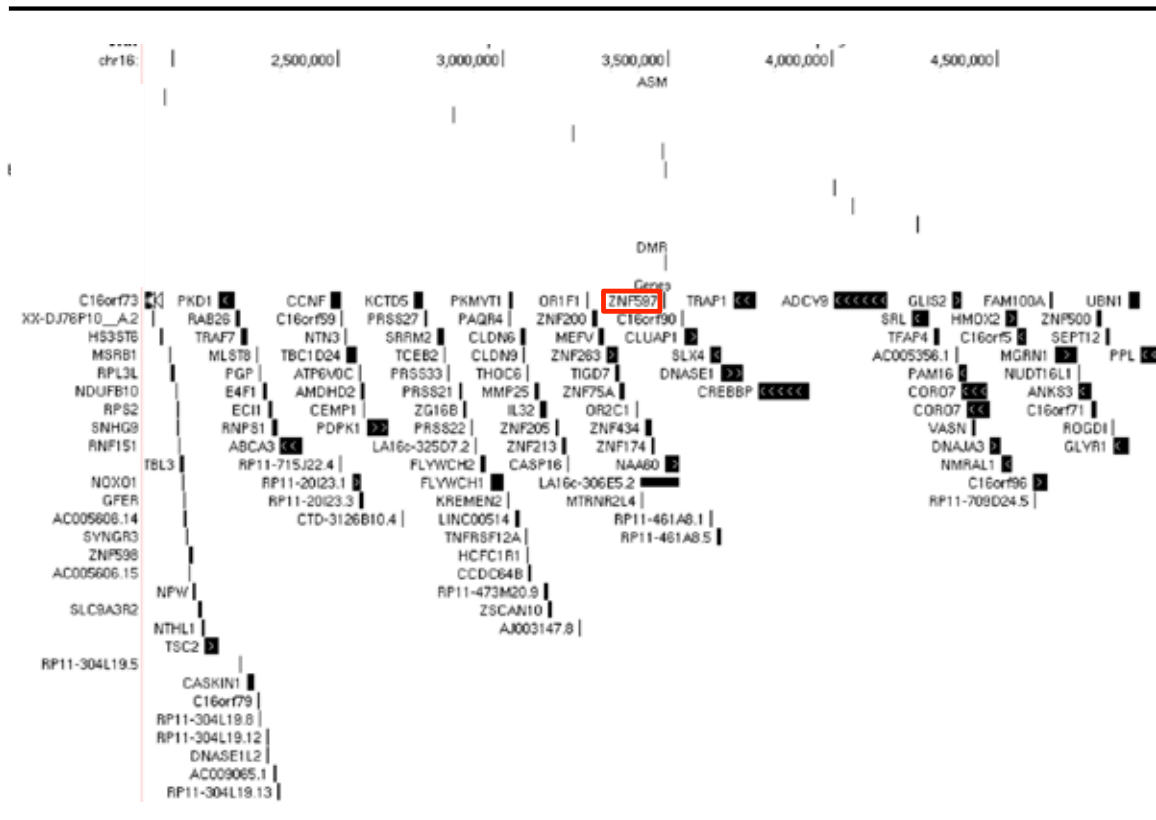 chr16: 2,500,000 3,000,000 3,500,000 4,000,000 4,500,000
ASM
DMR
Genes
C16orf73 PKD1 CCNF KCTD5 PKMYT1 OR1F1 ZNF597 TRAP1 ADCY9 GLIS2 FAM100A UBN1
XX-DJ76P10__A.2 RAB26 C16orf59 PRSS27 PAQR4 ZNF200 C16orf90 SRL HMOX2 ZNF500
HS3ST6 TRAF7 NTN3 SRRM2 CLDN6 MEFV CLUAP1 TFAP4 C16orf5 SEPT12
MSRB1 MLST8 TBC1D24 TCEB2 CLDN9 ZNF263 SLX4 AC005356.1 MGRN1 PPL
RPL3L PGP ATP6V0C PRSS33 THOC6 TIGD7 DNASE1 PAM16 NUDT16L1
NDUFB10 E4F1 AMDHD2 PRSS21 MMP25 ZNF75A CREBBP CORO7 ANKS3
RPS2 ECI1 CEMP1 ZG16B IL32 OR2C1 CORO7 C16orf71
SNHG9 RNPS1 PDPK1 PRSS22 ZNF205 ZNF434 VASN ROGDI
RNF151 ABCA3 LA16c-325D7.2 ZNF213 ZNF174 DNAJA3 GLYR1
TBL3 RP11-715J22.4 FLYWCH2 CASP16 NAA60 NMRAL1
NOXO1 RP11-20I23.1 FLYWCH1 LA16c-306E5.2 C16orf96
GFER RP11-20I23.3 KREMEN2 MTRNR2L4 RP11-709D24.5
AC005606.14 CTD-3126B10.4 LINC00514 RP11-461A8.1
SYNGR3 TNFRSF12A RP11-461A8.5
ZNF598 HCFC1R1
AC005606.15 CCDC64B
NPW RP11-473M20.9
SLC9A3R2 ZSCAN10
NTHL1 AJ003147.8
TSC2
RP11-304L19.5
CASKIN1
C16orf79
RP11-304L19.8
RP11-304L19.12
DNASE1L2
AC009065.1
RP11-304L19.13